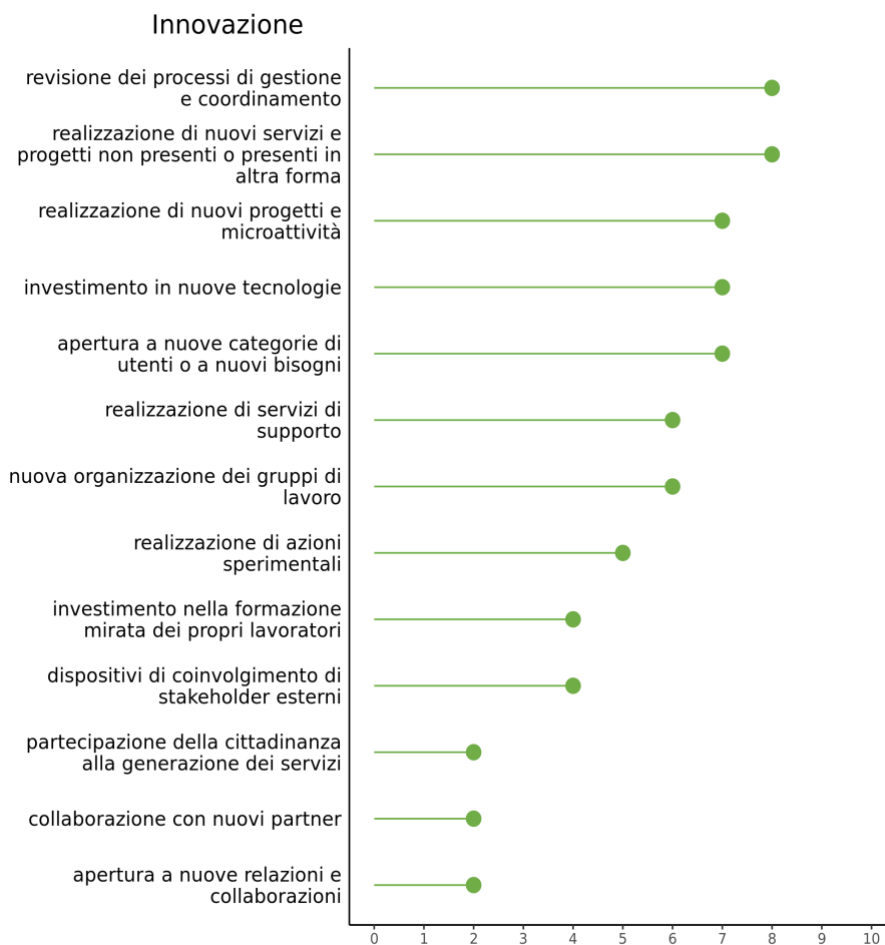 Innovazione
revisione dei processi di gestione
e coordinamento
realizzazione di nuovi servizi e
progetti non presenti o presenti in
altra forma
realizzazione di nuovi progetti e
microattività
investimento in nuove tecnologie
apertura a nuove categorie di
utenti o a nuovi bisogni
realizzazione di servizi di
supporto
nuova organizzazione dei gruppi di
lavoro
realizzazione di azioni
sperimentali
investimento nella formazione
mirata dei propri lavoratori
dispositivi di coinvolgimento di
stakeholder esterni
partecipazione della cittadinanza
alla generazione dei servizi
collaborazione con nuovi partner
apertura a nuove relazioni e
collaborazioni
0 1 2 3 4 5 6 7 8 9 10